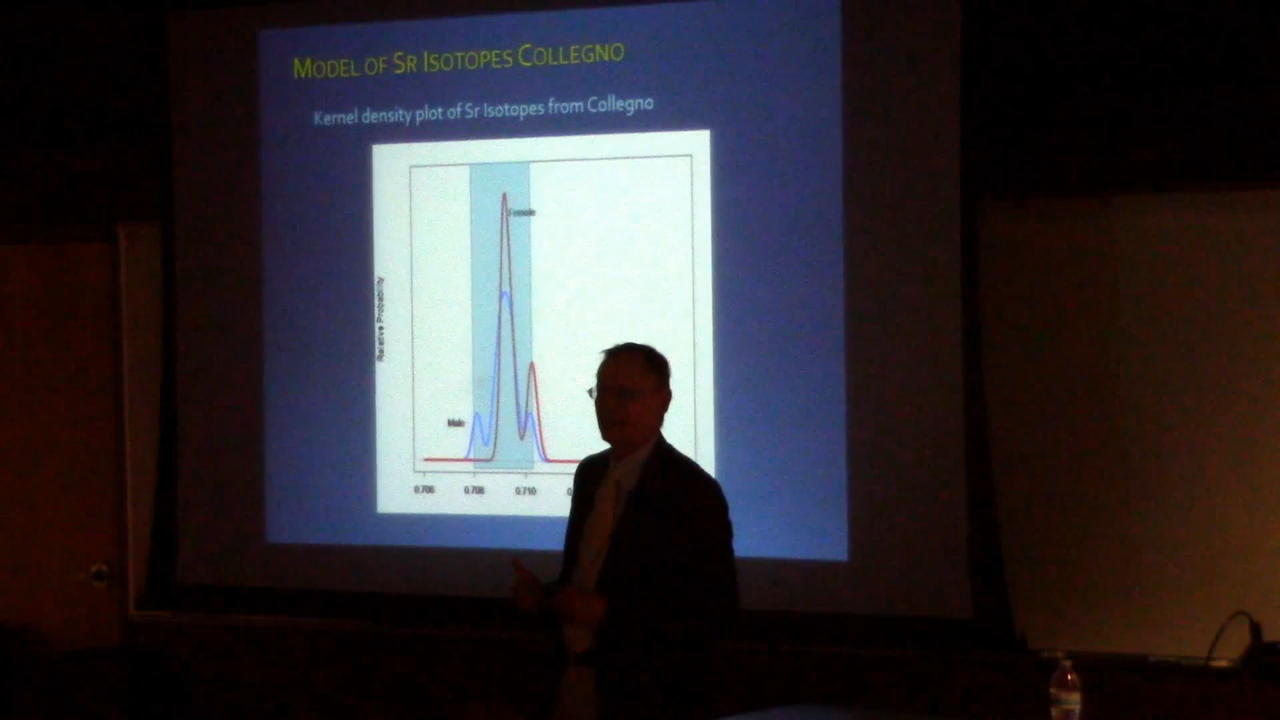 MODEL OF SR ISOTOPES COLLEGNO
Kernel density plot of Sr Isotopes from Collegno
Female
Relative Probability
Male
0.706 0.708 0.710